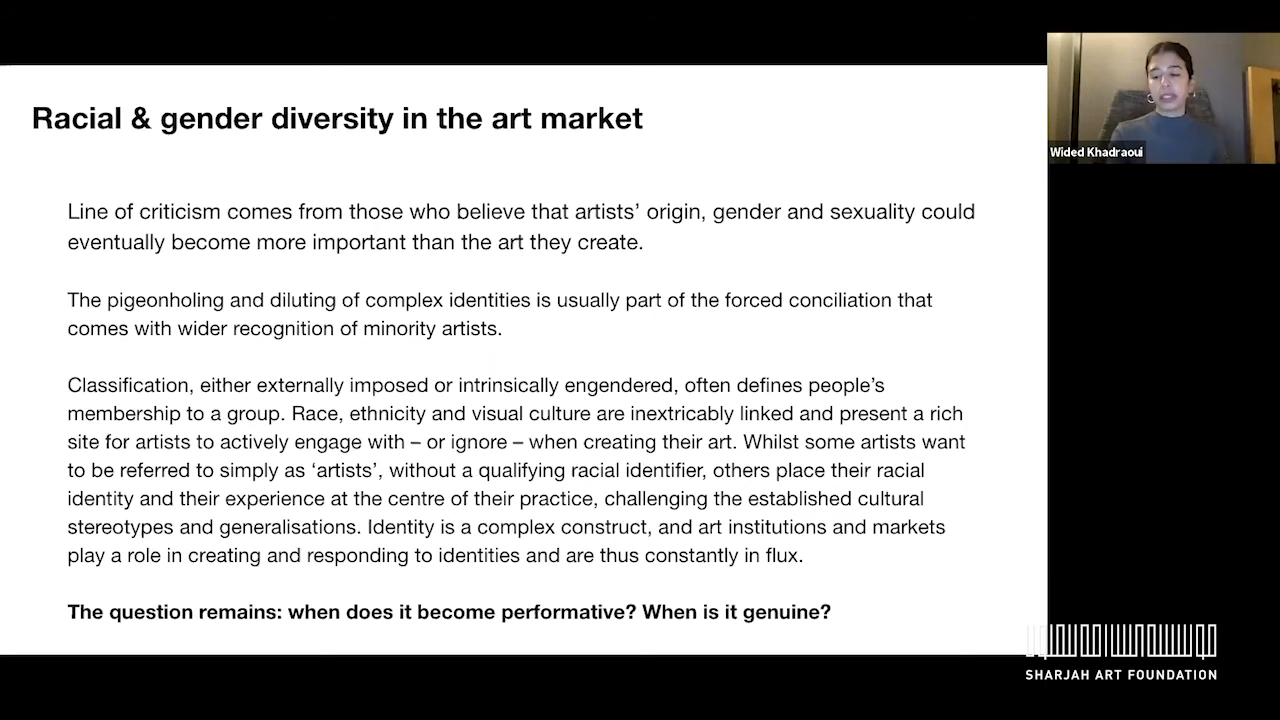 Racial & gender diversity in the art market
Line of criticism comes from those who believe that artists’ origin, gender and sexuality could
eventually become more important than the art they create.
The pigeonholing and diluting of complex identities is usually part of the forced conciliation that
comes with wider recognition of minority artists.
Classification, either externally imposed or intrinsically engendered, often defines people’s
membership to a group. Race, ethnicity and visual culture are inextricably linked and present a rich
site for artists to actively engage with – or ignore – when creating their art. Whilst some artists want
to be referred to simply as ‘artists’, without a qualifying racial identifier, others place their racial
identity and their experience at the centre of their practice, challenging the established cultural
stereotypes and generalisations. Identity is a complex construct, and art institutions and markets
play a role in creating and responding to identities and are thus constantly in flux.
The question remains: when does it become performative? When is it genuine?
Wided Khadraoui
SHARJAH ART FOUNDATION